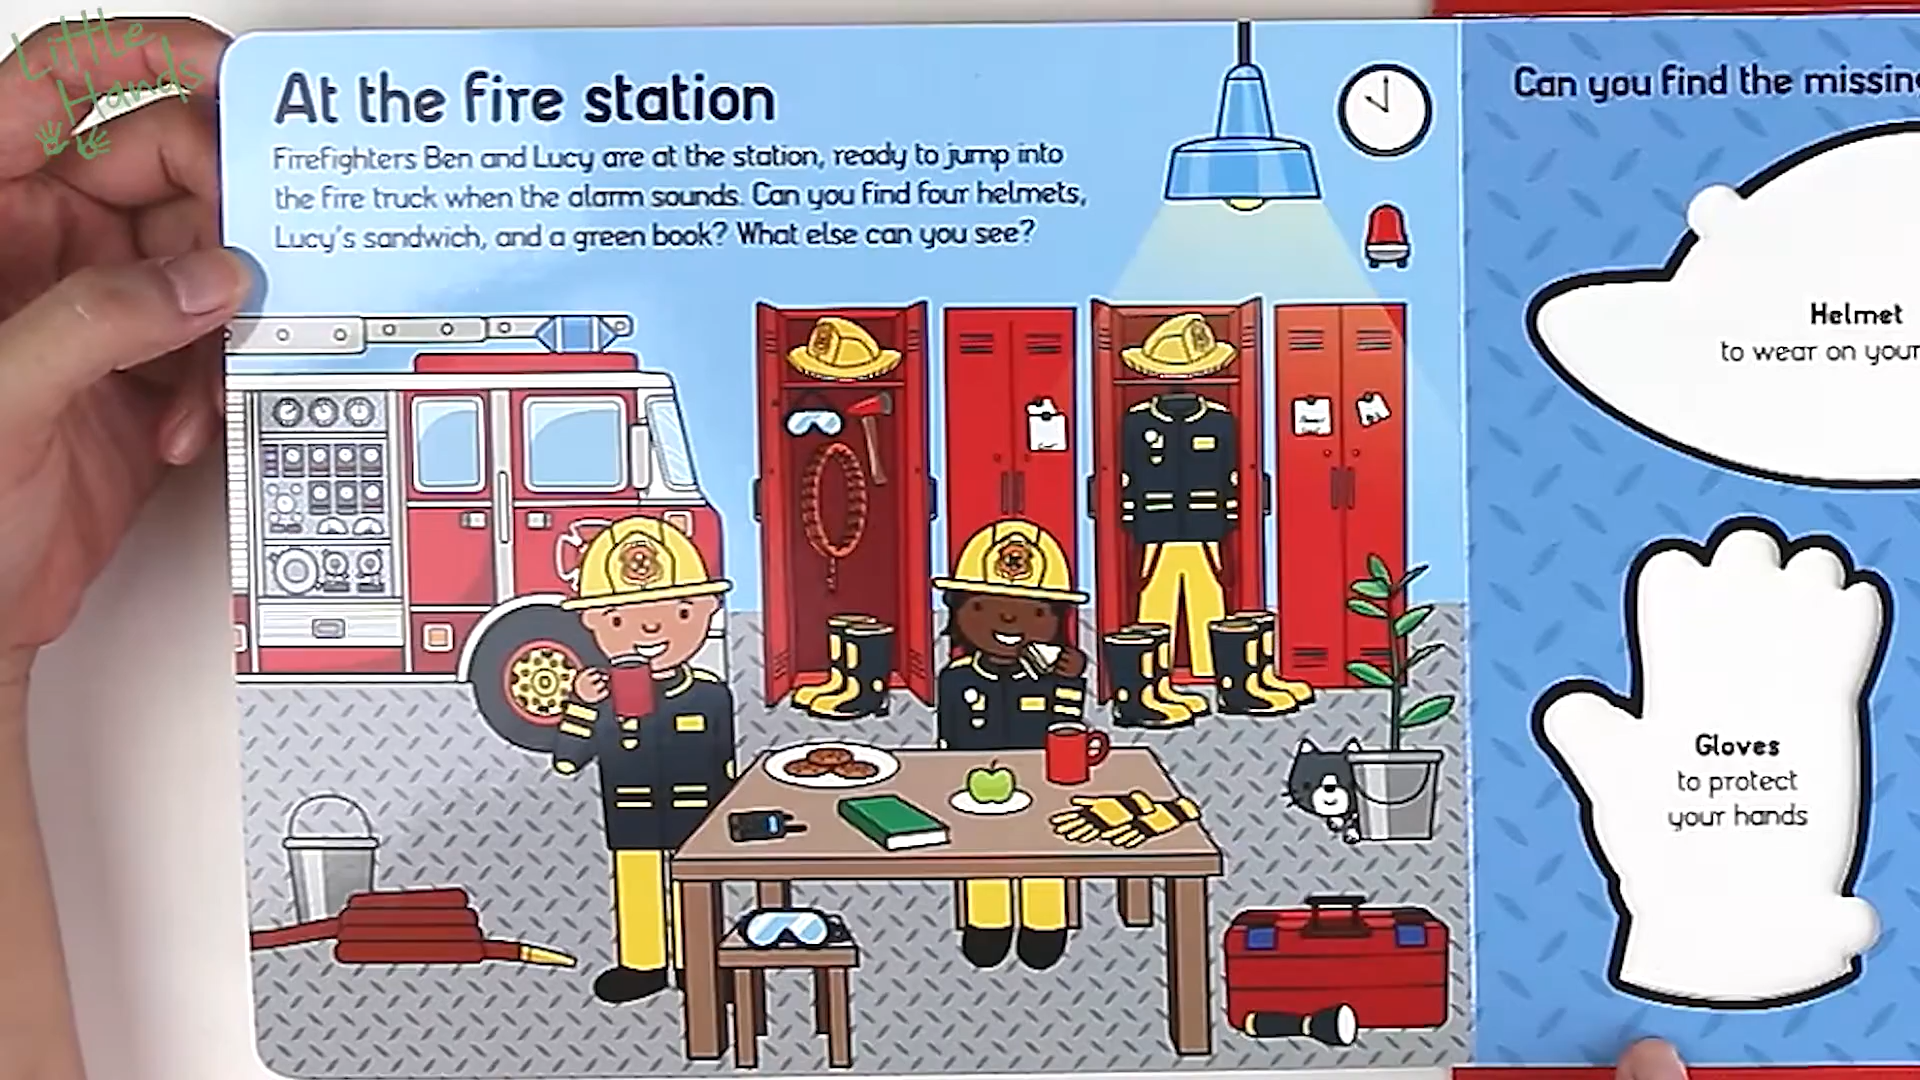 Little
Hands
At the fire station
Firefighters Ben and Lucy are at the station, ready to jump into
the fire truck when the alarm sounds. Can you find four helmets,
Lucy's sandwich, and a green book? What else can you see?
Can you find the missing
Helmet
to wear on your
Gloves
to protect
your hands